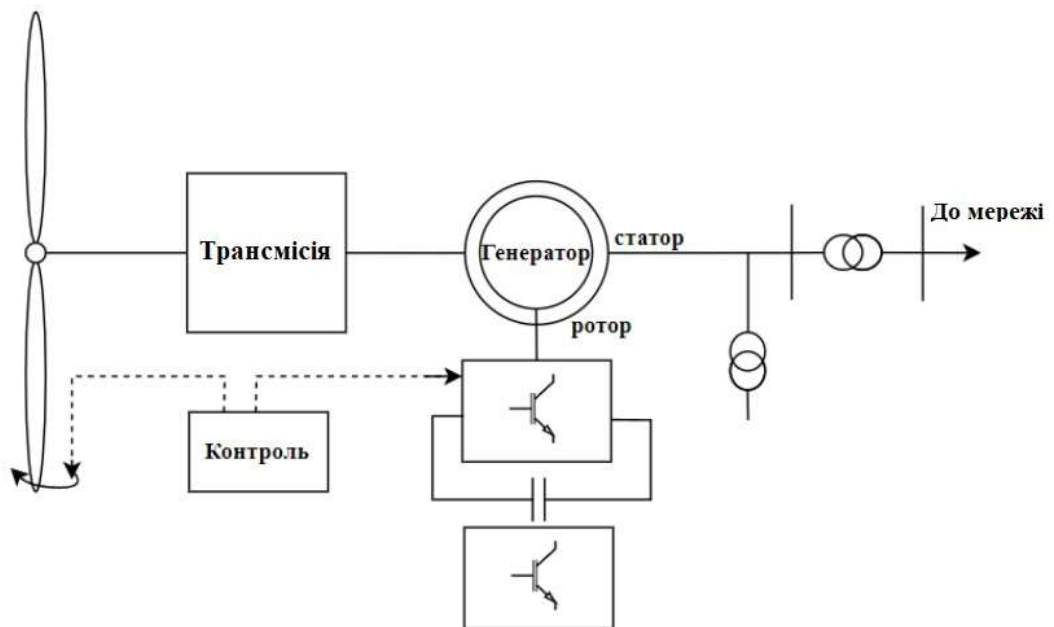 До мережі
статор
Трансмісія
Генератор
ротор
Контроль